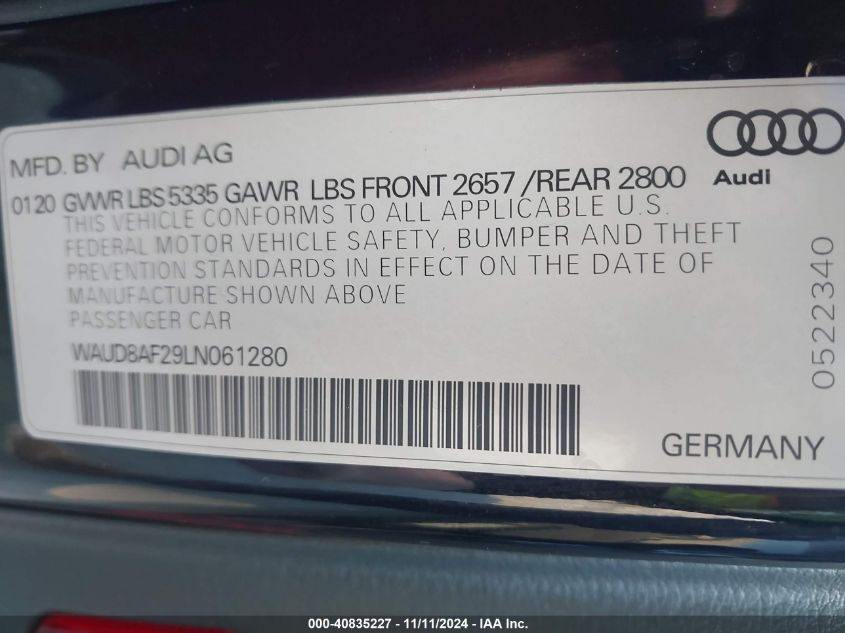 MFD. BY AUDI AG
Audi
0120 GVWR LBS 5335 GAWR LBS FRONT 2657 / REAR 2800
THIS VEHICLE CONFORMS TO ALL APPLICABLE U.S.
FEDERAL MOTOR VEHICLE SAFETY, BUMPER AND THEFT
PREVENTION STANDARDS IN EFFECT ON THE DATE OF
MANUFACTURE SHOWN ABOVE
PASSENGER CAR
WAUD8AF29LN061280
0522340
GERMANY
000-40835227 - 11/11/2024 - IAA Inc.